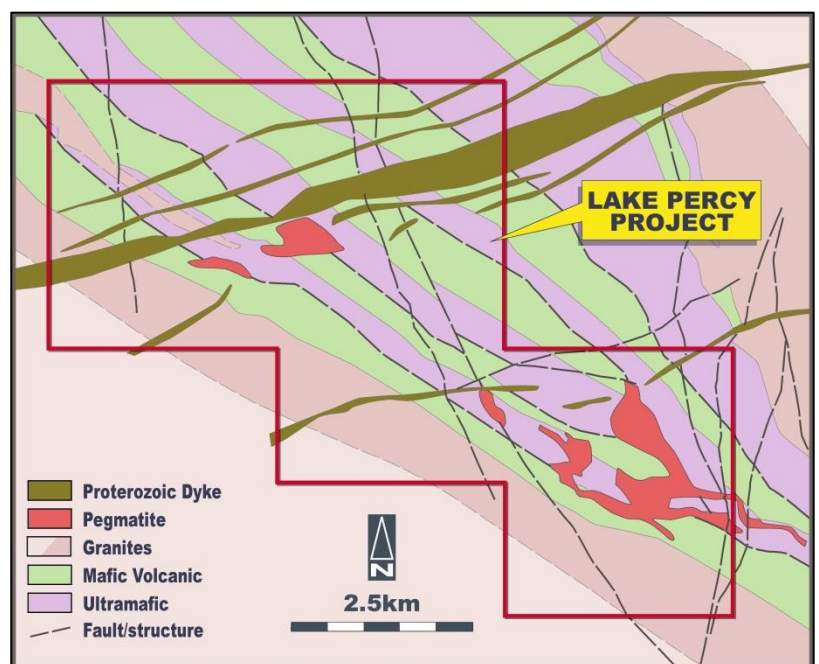 LAKE PERCY
PROJECT
Proterozoic Dyke
Pegmatite
Granites
Mafic Volcanic
Ultramafic
Fault/structure
N
2.5km